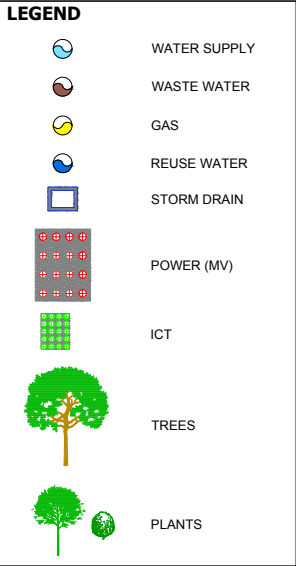 LEGEND
WATER SUPPLY
WASTE WATER
GAS
REUSE WATER
STORM DRAIN
POWER (MV)
ICT
TREES
PLANTS